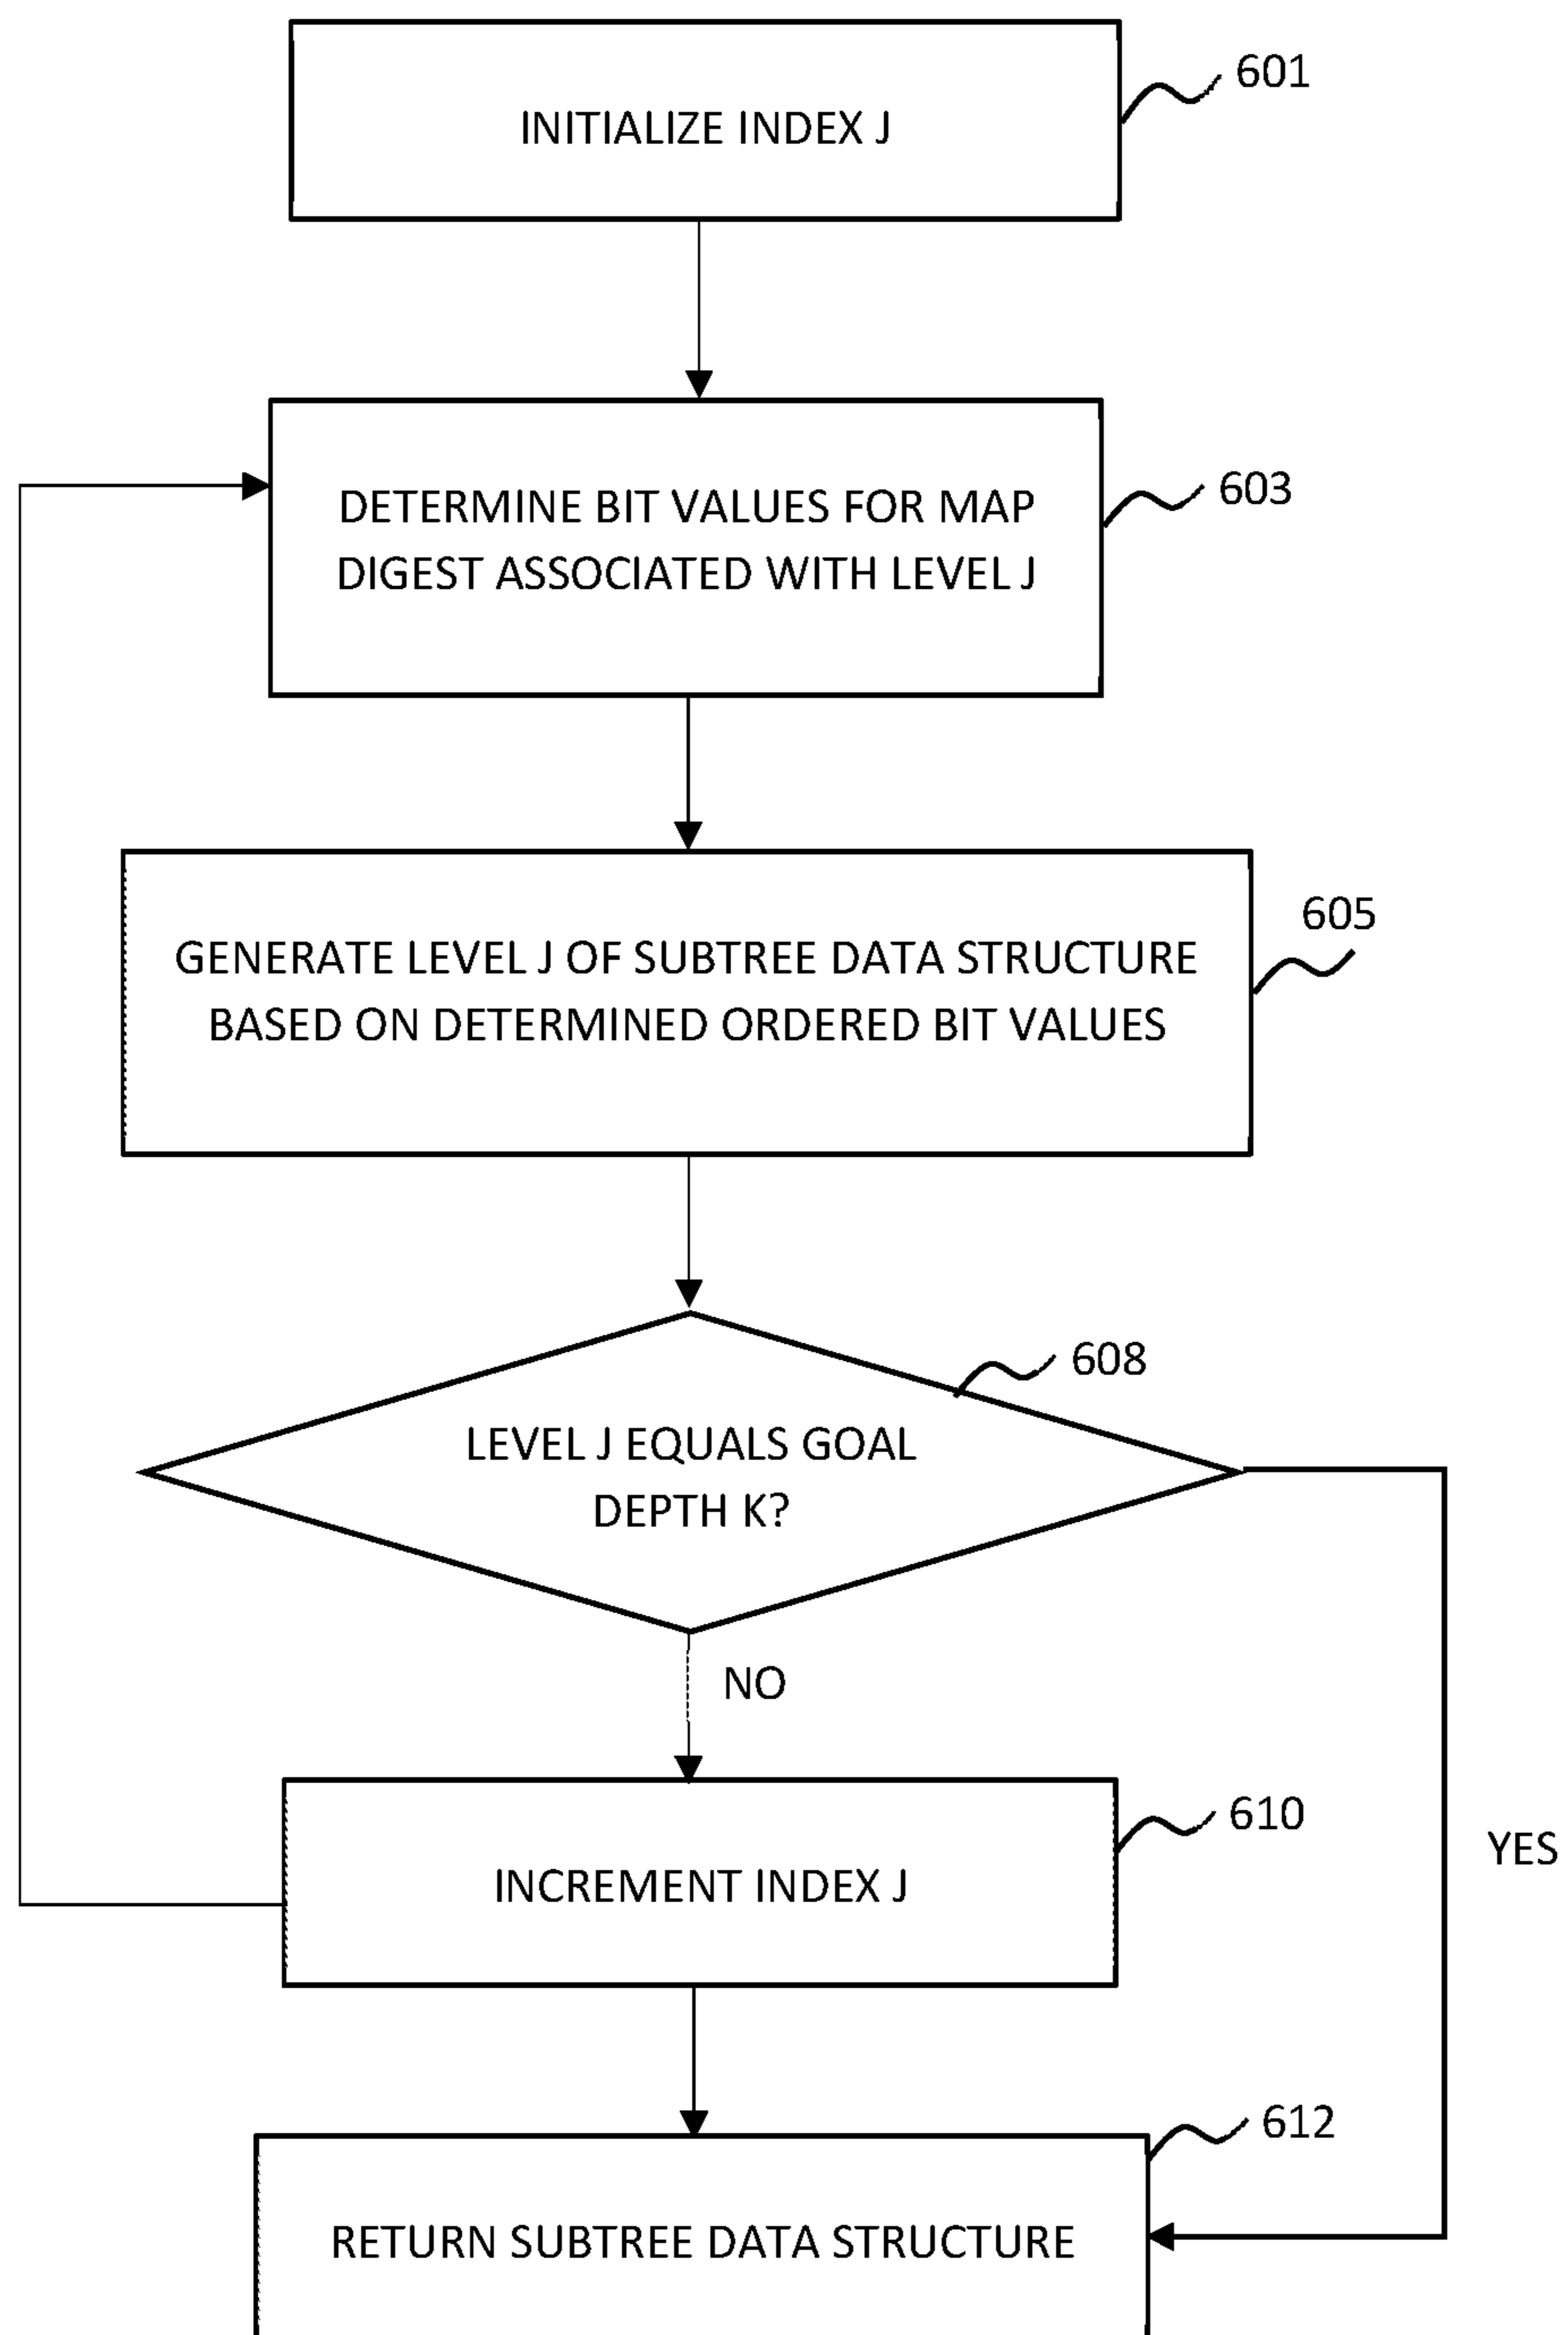 601
INITIALIZE INDEX J
603
DETERMINE BIT VALUES FOR MAP
DIGEST ASSOCIATED WITH LEVEL J
605
GENERATE LEVEL J OF SUBTREE DATA STRUCTURE
BASED ON DETERMINED ORDERED BIT VALUES
608
LEVEL J EQUALS GOAL
DEPTH K?
NO
610
YES
INCREMENT INDEX J
612
RETURN SUBTREE DATA STRUCTURE